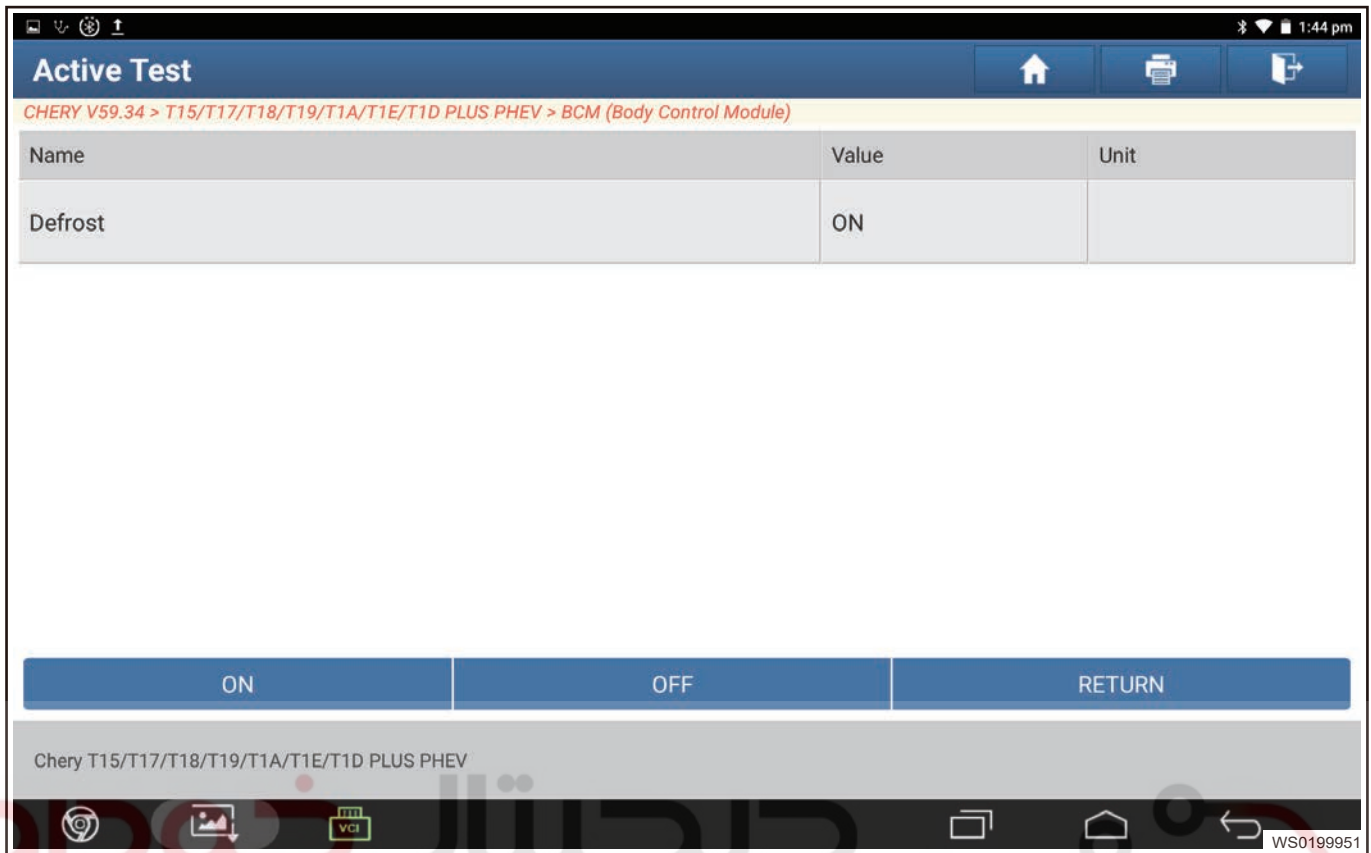 1:44 pm
Active Test
CHERY V59.34 > T15/T17/T18/T19/T1A/T1E/T1D PLUS PHEV > BCM (Body Control Module)
Name Value Unit
Defrost ON
ON OFF RETURN
Chery T15/T17/T18/T19/T1A/T1E/T1D PLUS PHEV
VCI
WS0199951